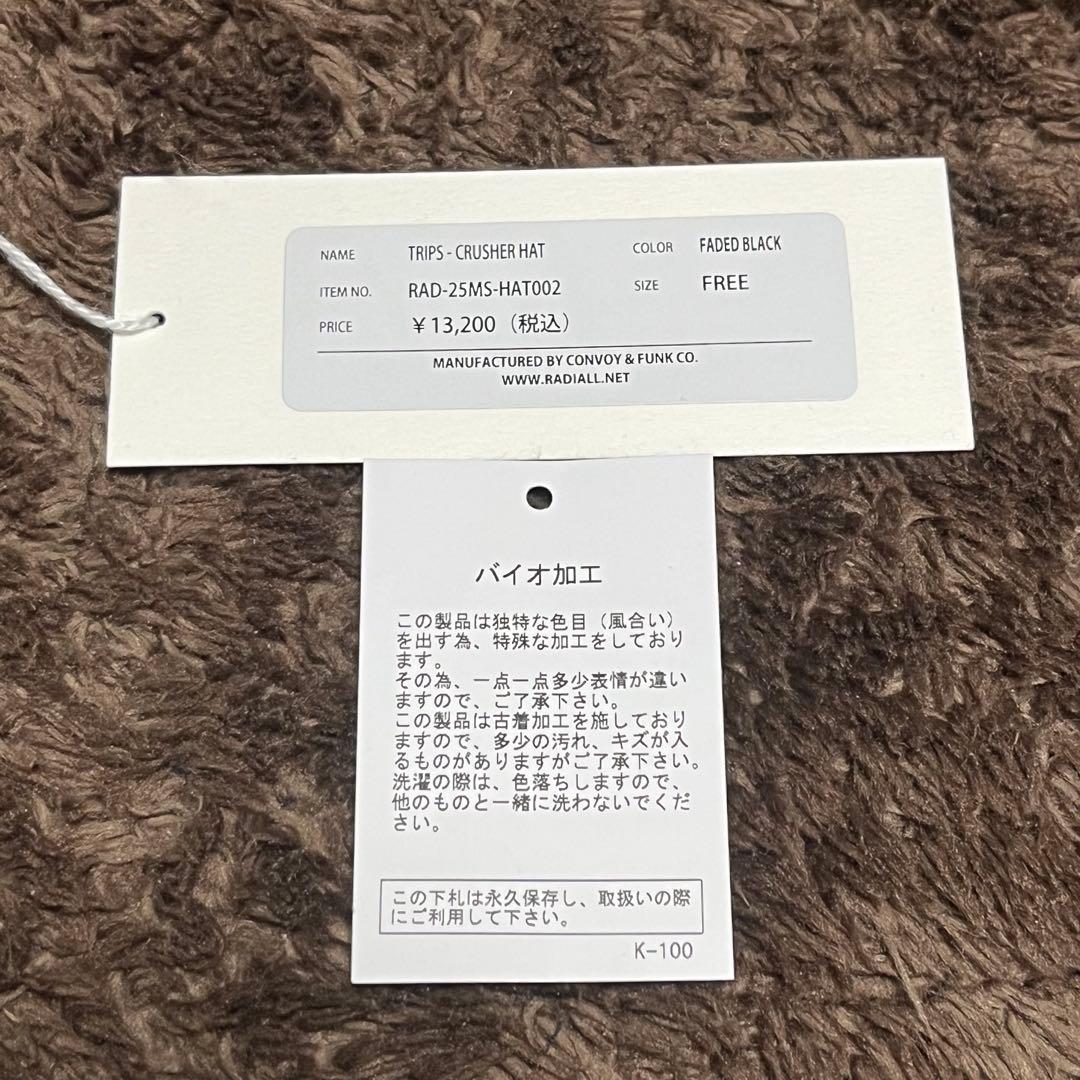 NAME TRIPS - CRUSHER HAT COLOR FADED BLACK
ITEM NO. RAD-25MS-HAT002 SIZE FREE
PRICE ¥13,200（税込）
MANUFACTURED BY CONVOY & FUNK CO.
WWW.RADIALL.NET
バイオ加工
この製品は独特な色目（風合い）
を出す為、特殊な加工をしており
ます。
その為、一点一点多少表情が違い
ますので、ご了承下さい。
この製品は古着加工を施しており
ますので、多少の汚れ、キズが入
るものがありますがご了承下さい。
洗濯の際は、色落ちしますので、
他のものと一緒に洗わないでくだ
さい。
この下札は永久保存し、取扱いの際
にご利用して下さい。
K-100